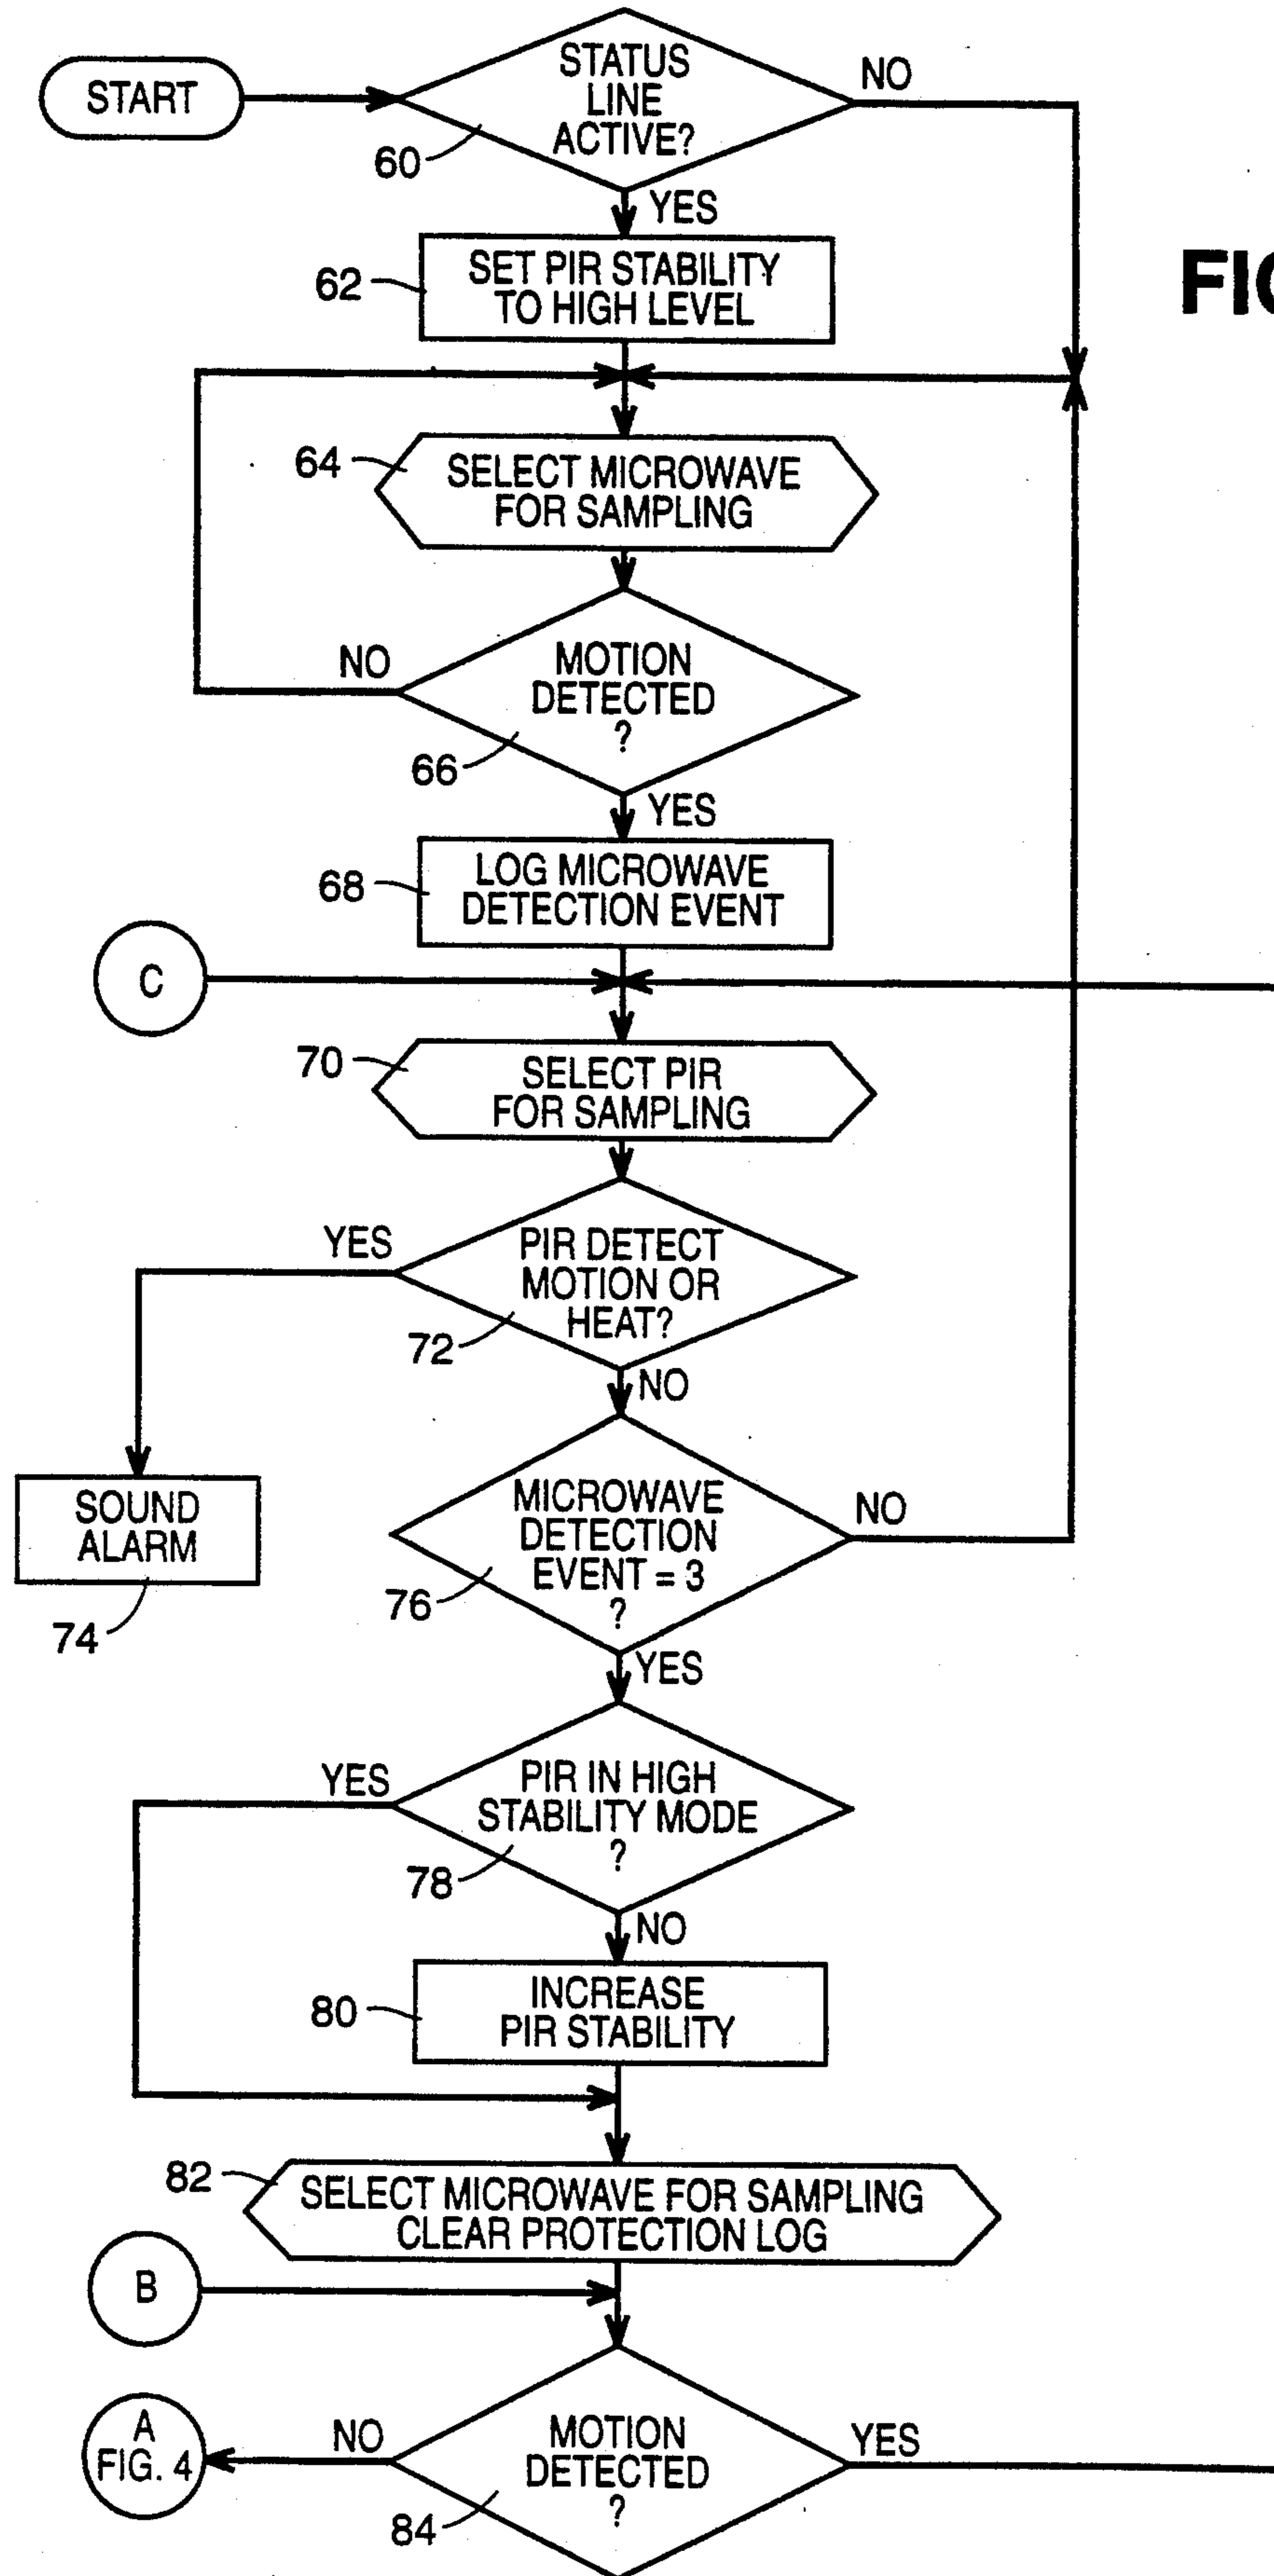 START
STATUS
LINE
ACTIVE?
NO
60
YES
SET PIR STABILITY
TO HIGH LEVEL
62
FIG
64
SELECT MICROWAVE
FOR SAMPLING
NO
MOTION
DETECTED
?
66
YES
LOG MICROWAVE
DETECTION EVENT
68
C
70
SELECT PIR
FOR SAMPLING
YES
PIR DETECT
MOTION OR
HEAT?
72
NO
SOUND
ALARM
74
MICROWAVE
DETECTION
EVENT = 3
?
NO
76
YES
YES
PIR IN HIGH
STABILITY MODE
?
78
NO
INCREASE
PIR STABILITY
80
82
SELECT MICROWAVE FOR SAMPLING
CLEAR PROTECTION LOG
B
A
FIG. 4
NO
MOTION
DETECTED
?
YES
84